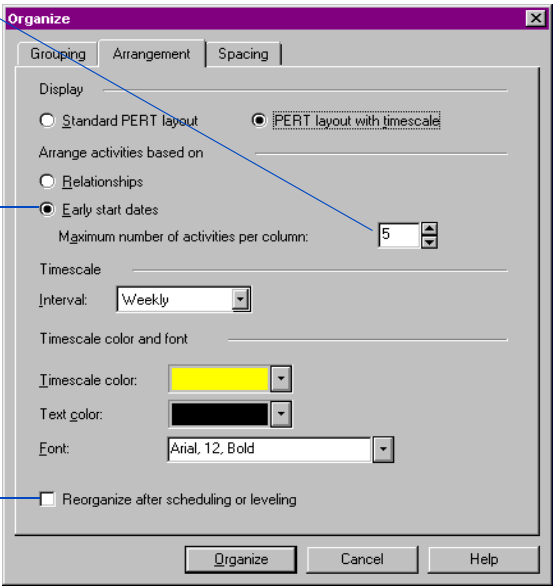 Organize
Grouping Arrangement Spacing
Display
Standard PERT layout PERT layout with timescale
Arrange activities based on
Relationships
Early start dates
Maximum number of activities per column: 5
Timescale
Interval: Weekly
Timescale color and font
Timescale color:
Text color:
Font: Arial, 12, Bold
Reorganize after scheduling or leveling
Organize Cancel Help